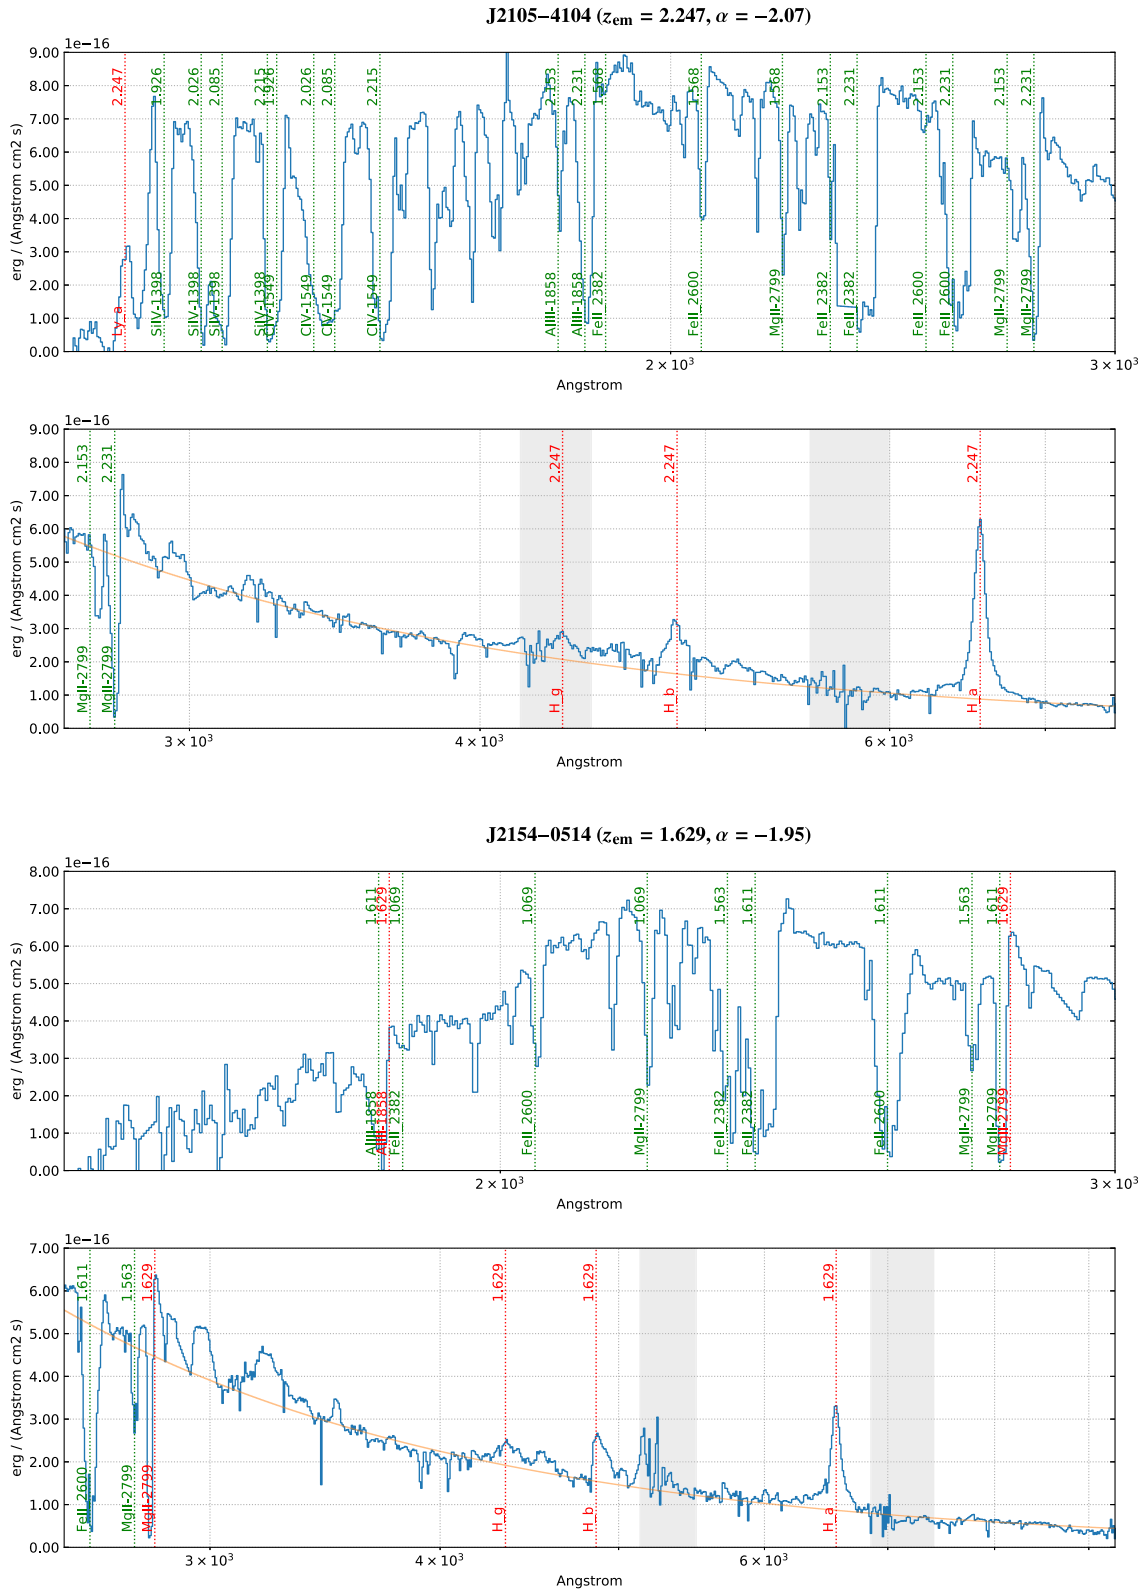 J2105−4104 (zem = 2.247, α = −2.07)
1e−16
9.00
8.00
7.00
6.00
5.00
4.00
3.00
2.00
1.00
0.00
erg / (Angstrom cm2 s)
2.247 1.926 2.026 2.085 2.215 1.926 2.026 2.085 2.215 2.153 2.231 1.568 1.568 1.568 2.153 2.231 2.153 2.231 2.153 2.231
Ly_a SiIV-1398 SiIV-1398 SiIV-1398 SiIV-1398 CIV-1549 CIV-1549 CIV-1549 CIV-1549 AlIII-1858 AlIII-1858 FeII_2382 FeII_2600 MgII-2799 FeII_2382 FeII_2382 FeII_2600 FeII_2600 MgII-2799 MgII-2799
2 × 10³ 3 × 10³
Angstrom
1e−16
9.00
8.00
7.00
6.00
5.00
4.00
3.00
2.00
1.00
0.00
erg / (Angstrom cm2 s)
2.153 2.231 2.247 2.247 2.247
MgII-2799 MgII-2799 H_g H_b H_a
3 × 10³ 4 × 10³ 6 × 10³
Angstrom
J2154−0514 (zem = 1.629, α = −1.95)
1e−16
8.00
7.00
6.00
5.00
4.00
3.00
2.00
1.00
0.00
erg / (Angstrom cm2 s)
1.611 1.629 1.069 1.069 1.069 1.563 1.611 1.611 1.563 1.611 1.629
AlIII-1858 AlIII-1858 FeII_2382 FeII_2600 MgII-2799 FeII_2382 FeII_2382 FeII_2600 MgII-2799 MgII-2799 MgII-2799
2 × 10³ 3 × 10³
Angstrom
1e−16
7.00
6.00
5.00
4.00
3.00
2.00
1.00
0.00
erg / (Angstrom cm2 s)
1.611 1.563 1.629 1.629 1.629 1.629
FeII_2600 MgII-2799 MgII-2799 H_g H_b H_a
3 × 10³ 4 × 10³ 6 × 10³
Angstrom